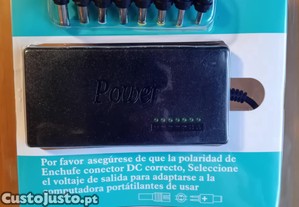 Power
Por favor asegúrese de que la polaridad de
Enchufe conector DC correcto, Seleccione
el voltaje de salida para adaptarse a la
computadora portátilantes de usar
CustoJusto.pt